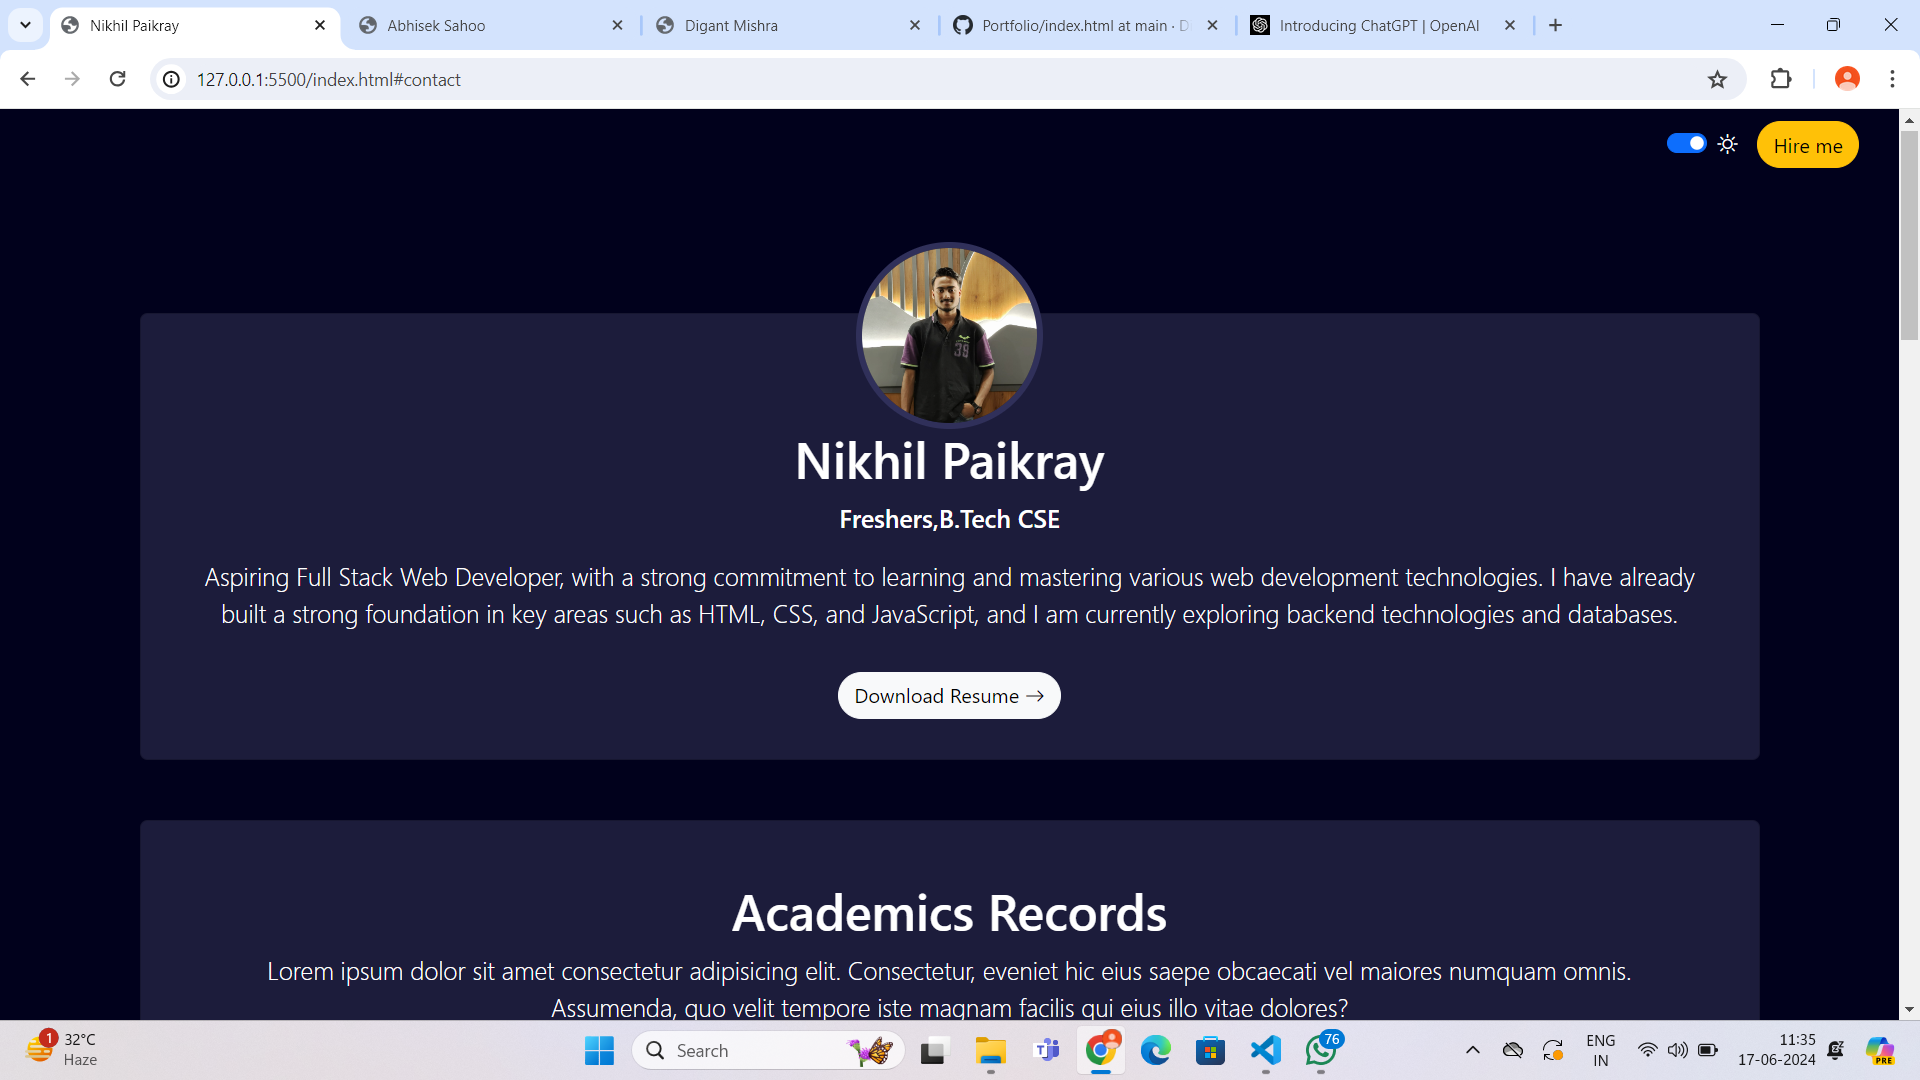 Nikhil Paikray
Abhisek Sahoo
Digant Mishra
Portfolio/index.html at main · D
Introducing ChatGPT | OpenAI
127.0.0.1:5500/index.html#contact
Hire me
39
Nikhil Paikray
Freshers,B.Tech CSE
Aspiring Full Stack Web Developer, with a strong commitment to learning and mastering various web development technologies. I have already
built a strong foundation in key areas such as HTML, CSS, and JavaScript, and I am currently exploring backend technologies and databases.
Download Resume →
Academics Records
Lorem ipsum dolor sit amet consectetur adipisicing elit. Consectetur, eveniet hic eius saepe obcaecati vel maiores numquam omnis.
Assumenda, quo velit tempore iste magnam facilis qui eius illo vitae dolores?
1
32°C
Haze
Search
76
ENG
IN
11:35
17-06-2024
PRE